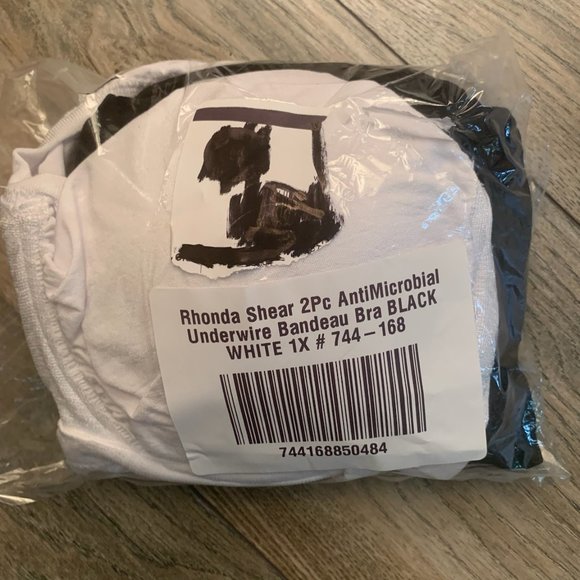 Rhonda Shear 2Pc AntiMicrobial
Underwire Bandeau Bra BLACK
WHITE 1X # 744-168
744168850484